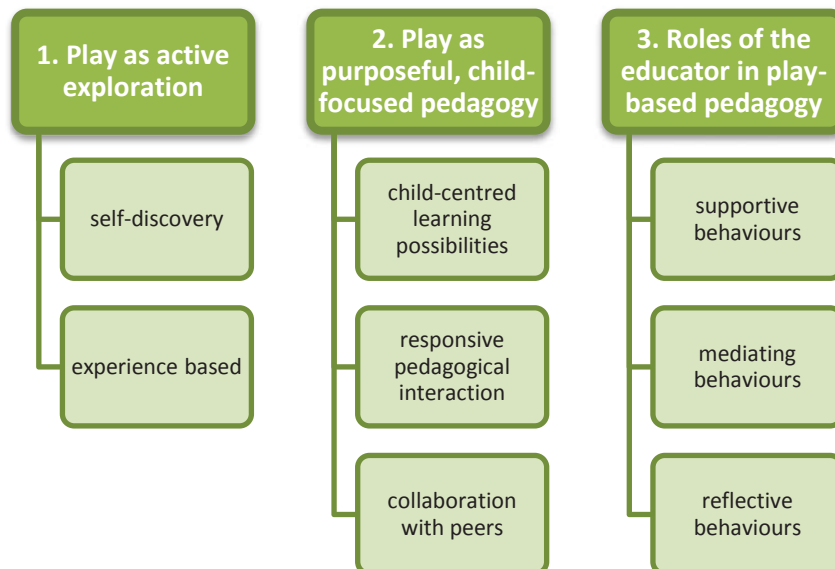 1. Play as active
exploration
self-discovery
experience based
2. Play as
purposeful, child-
focused pedagogy
child-centred
learning
possibilities
responsive
pedagogical
interaction
collaboration
with peers
3. Roles of the
educator in play-
based pedagogy
supportive
behaviours
mediating
behaviours
reflective
behaviours